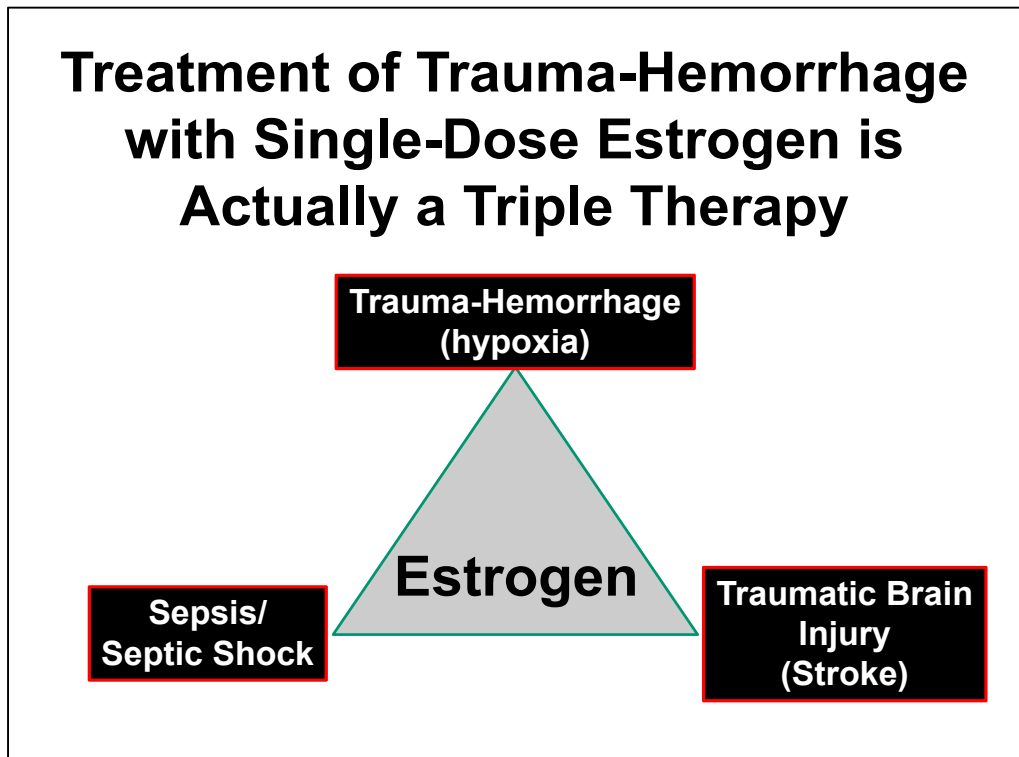 Treatment of Trauma-Hemorrhage
with Single-Dose Estrogen is
Actually a Triple Therapy
Trauma-Hemorrhage
(hypoxia)
Estrogen
Sepsis/
Septic Shock
Traumatic Brain
Injury
(Stroke)